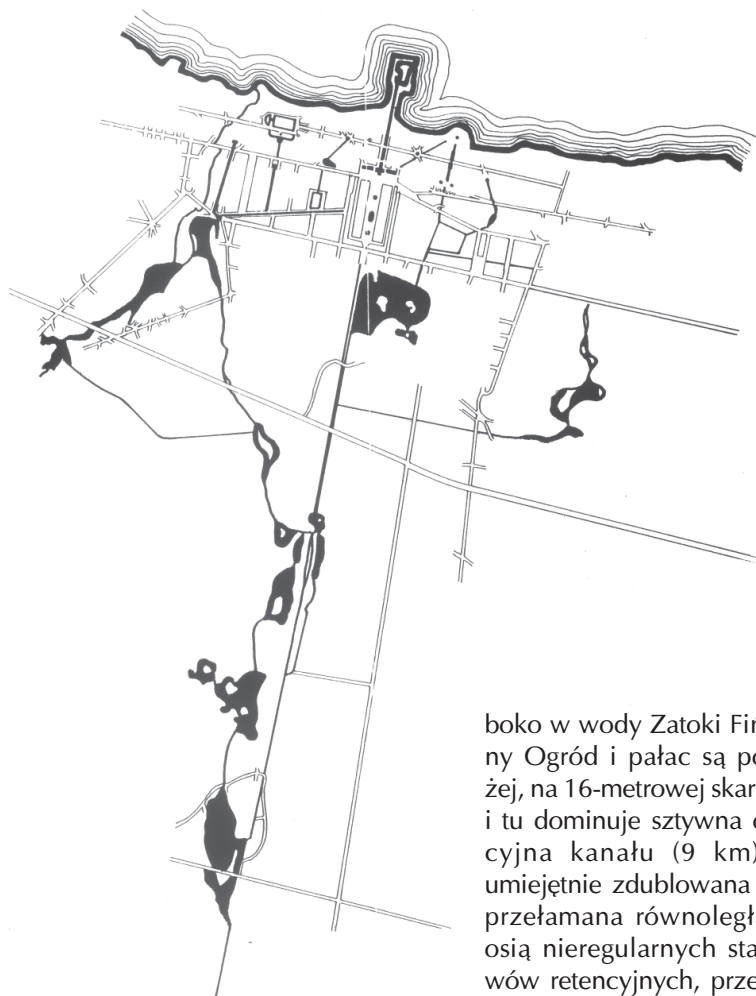 boko w wody Zatoki Fin
ny Ogród i pałac są po
żej, na 16-metrowej skar
i tu dominuje sztywna
cyjna kanału (9 km)
umiejętnie zdublowana
przełamana równoległ
osią nieregularnych sta
wów retencyjnych, prze